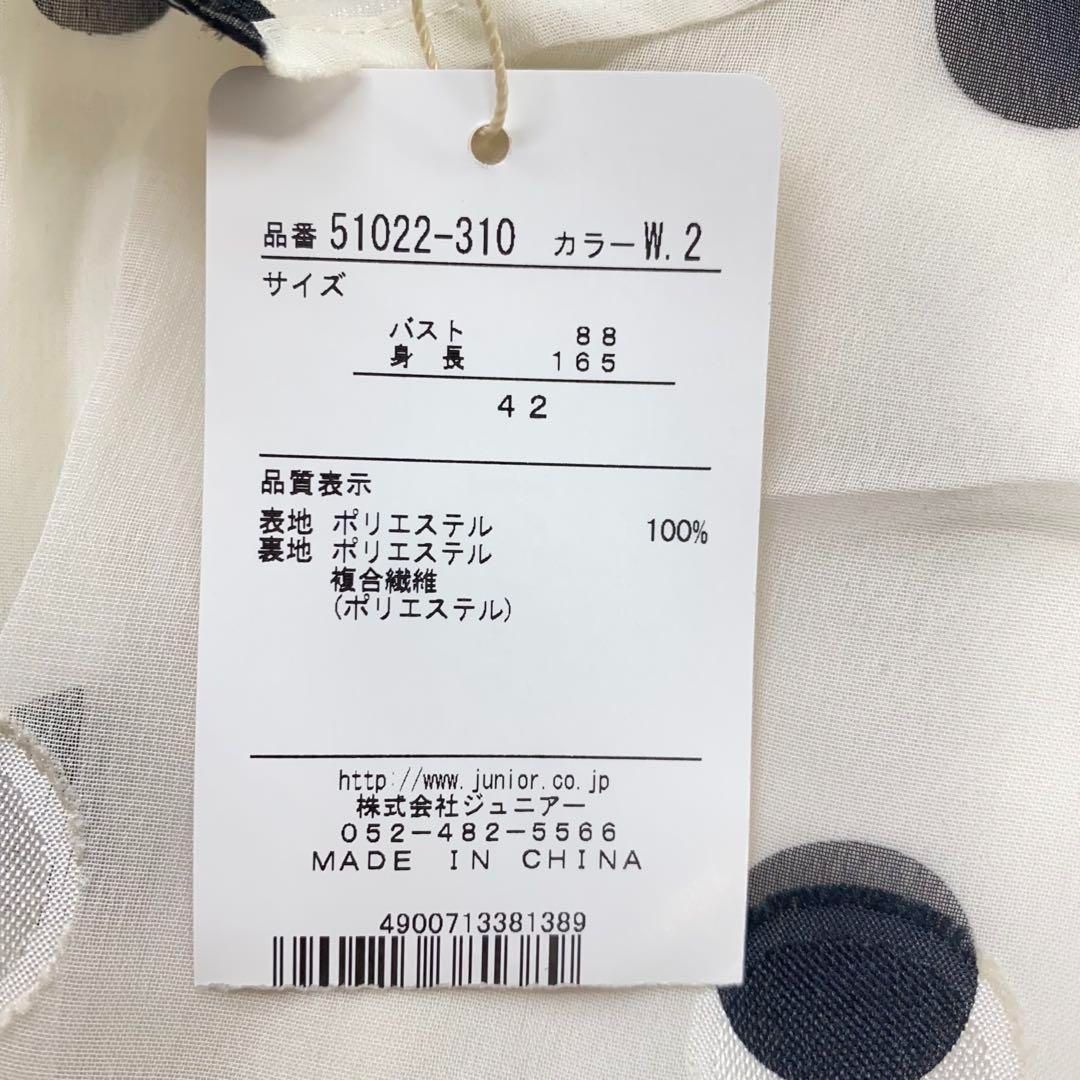 品番 51022-310 カラー W.2
サイズ
バスト 88
身長 165
42
品質表示
表地 ポリエステル 100%
裏地 ポリエステル
複合繊維
(ポリエステル)
http://www.junior.co.jp
株式会社ジュニアー
052-482-5566
MADE IN CHINA
4900713381389